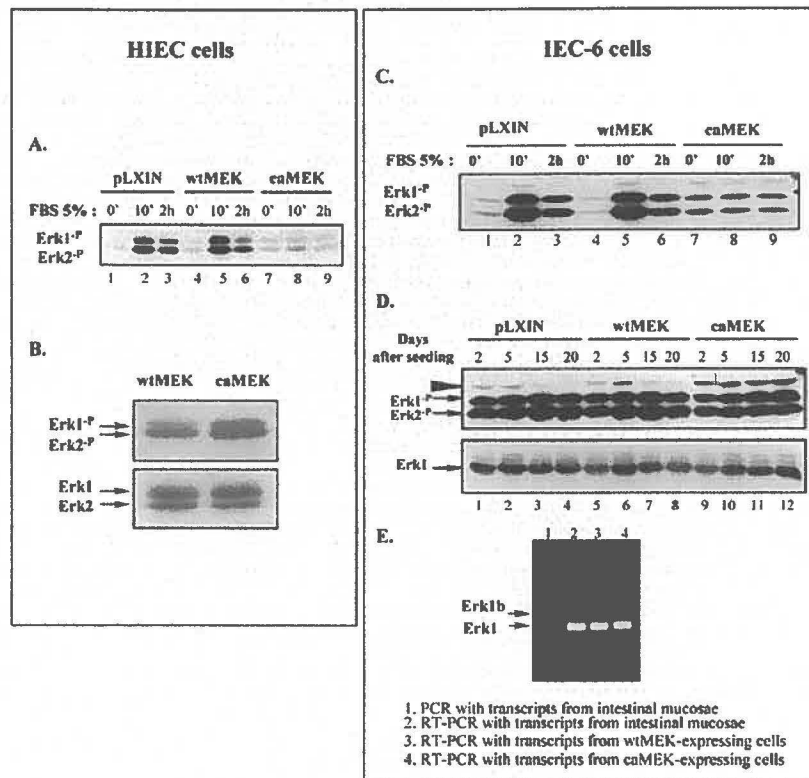 HIEC cells
A.
pLXIN wtMEK caMEK
FBS 5% : 0' 10' 2h 0' 10' 2h 0' 10' 2h
Erk1-P
Erk2-P
1 2 3 4 5 6 7 8 9
B.
wtMEK caMEK
Erk1-P
Erk2-P
Erk1
Erk2
IEC-6 cells
C.
pLXIN wtMEK caMEK
FBS 5% : 0' 10' 2h 0' 10' 2h 0' 10' 2h
Erk1-P
Erk2-P
1 2 3 4 5 6 7 8 9
D.
pLXIN wtMEK caMEK
Days
after seeding 2 5 15 20 2 5 15 20 2 5 15 20
Erk1-P
Erk2-P
Erk1
1 2 3 4 5 6 7 8 9 10 11 12
E.
1 2 3 4
Erk1b
Erk1
1. PCR with transcripts from intestinal mucosae
2. RT-PCR with transcripts from intestinal mucosae
3. RT-PCR with transcripts from wtMEK-expressing cells
4. RT-PCR with transcripts from caMEK-expressing cells